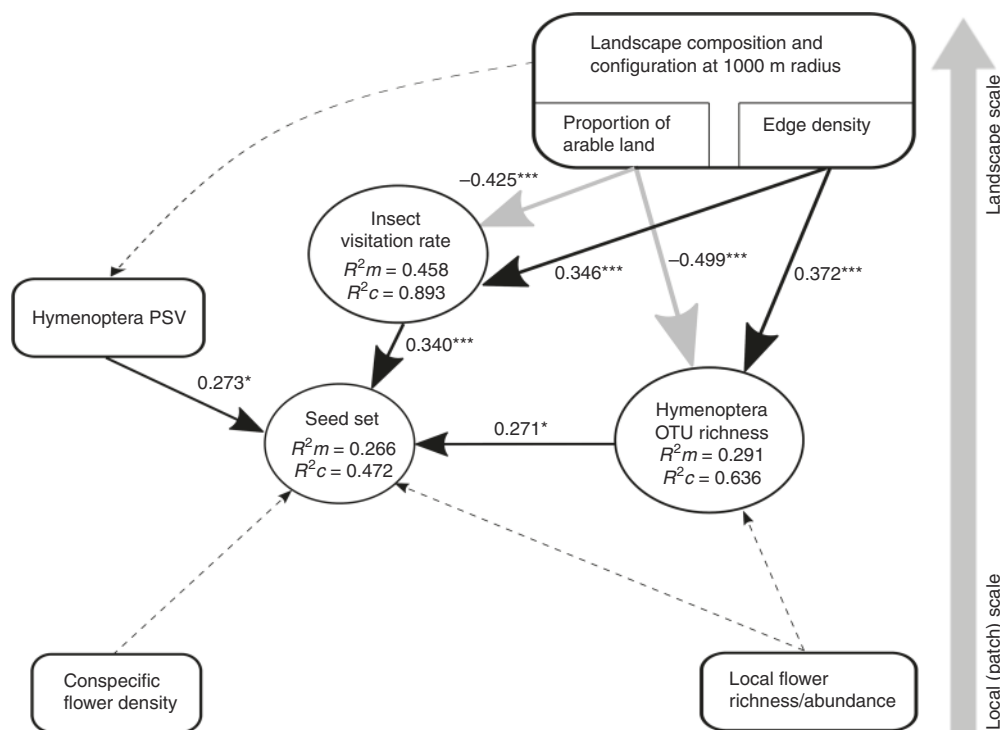 Landscape composition and
configuration at 1000 m radius
Proportion of
arable land
Edge density
Landscape scale
−0.425***
Insect
visitation rate
R²m = 0.458
R²c = 0.893
0.346***
−0.499***
0.372***
Hymenoptera PSV
0.340***
0.273*
Seed set
R²m = 0.266
R²c = 0.472
0.271*
Hymenoptera
OTU richness
R²m = 0.291
R²c = 0.636
Conspecific
flower density
Local flower
richness/abundance
Local (patch) scale